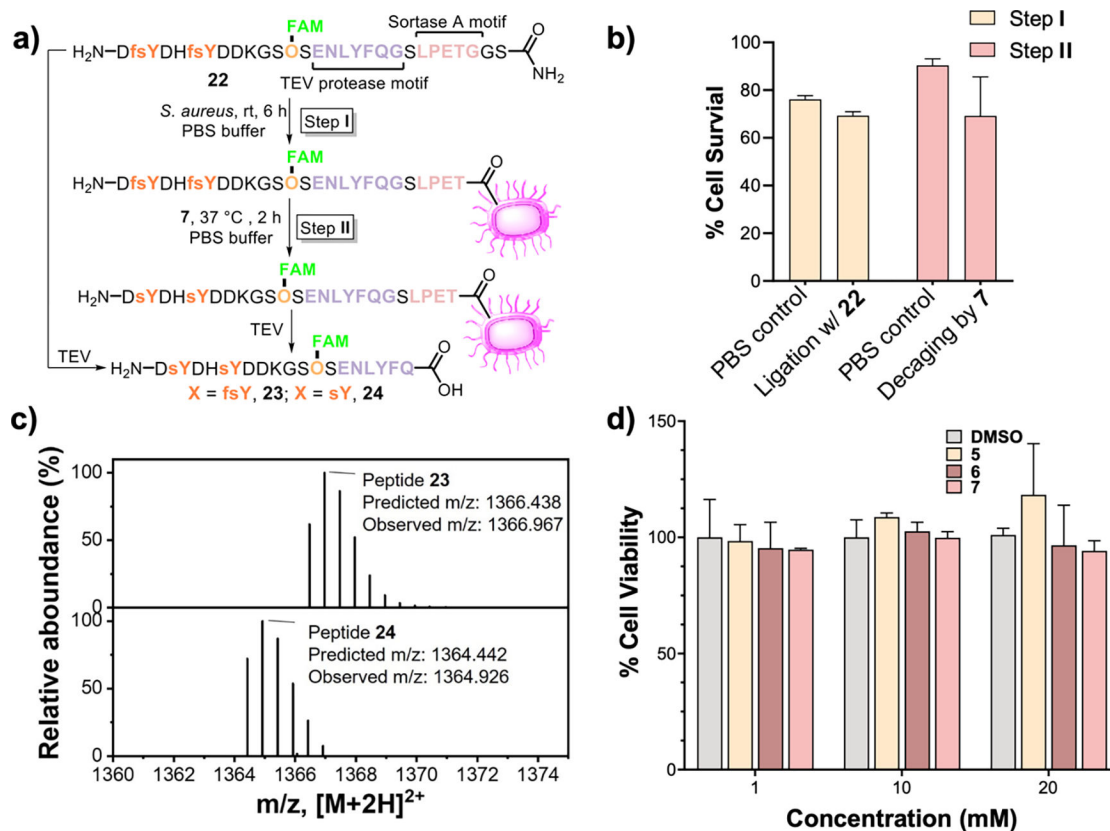 a)
FAM
Sortase A motif
H₂N-DfsYDHfsYDDKGSOSENLYFQGSLPETGGS
O
NH₂
22
TEV protease motif
S. aureus, rt, 6 h
PBS buffer
Step I
FAM
H₂N-DfsYDHfsYDDKGSOSENLYFQGSLPET
O
7, 37 °C , 2 h
PBS buffer
Step II
FAM
H₂N-DsYDHsYDDKGSOSENLYFQGSLPET
O
TEV
FAM
TEV
H₂N-DsYDHsYDDKGSOSENLYFQ
O
OH
X = fsY, 23; X = sY, 24
b)
Step I
Step II
% Cell Survial
80
60
40
20
0
PBS control
Ligation w/ 22
PBS control
Decaging by 7
c)
Relative aboundance (%)
100
50
0
Peptide 23
Predicted m/z: 1366.438
Observed m/z: 1366.967
100
50
0
Peptide 24
Predicted m/z: 1364.442
Observed m/z: 1364.926
1360 1362 1364 1366 1368 1370 1372 1374
m/z, [M+2H]²⁺
d)
% Cell Viability
150
100
50
0
DMSO
5
6
7
1 10 20
Concentration (mM)